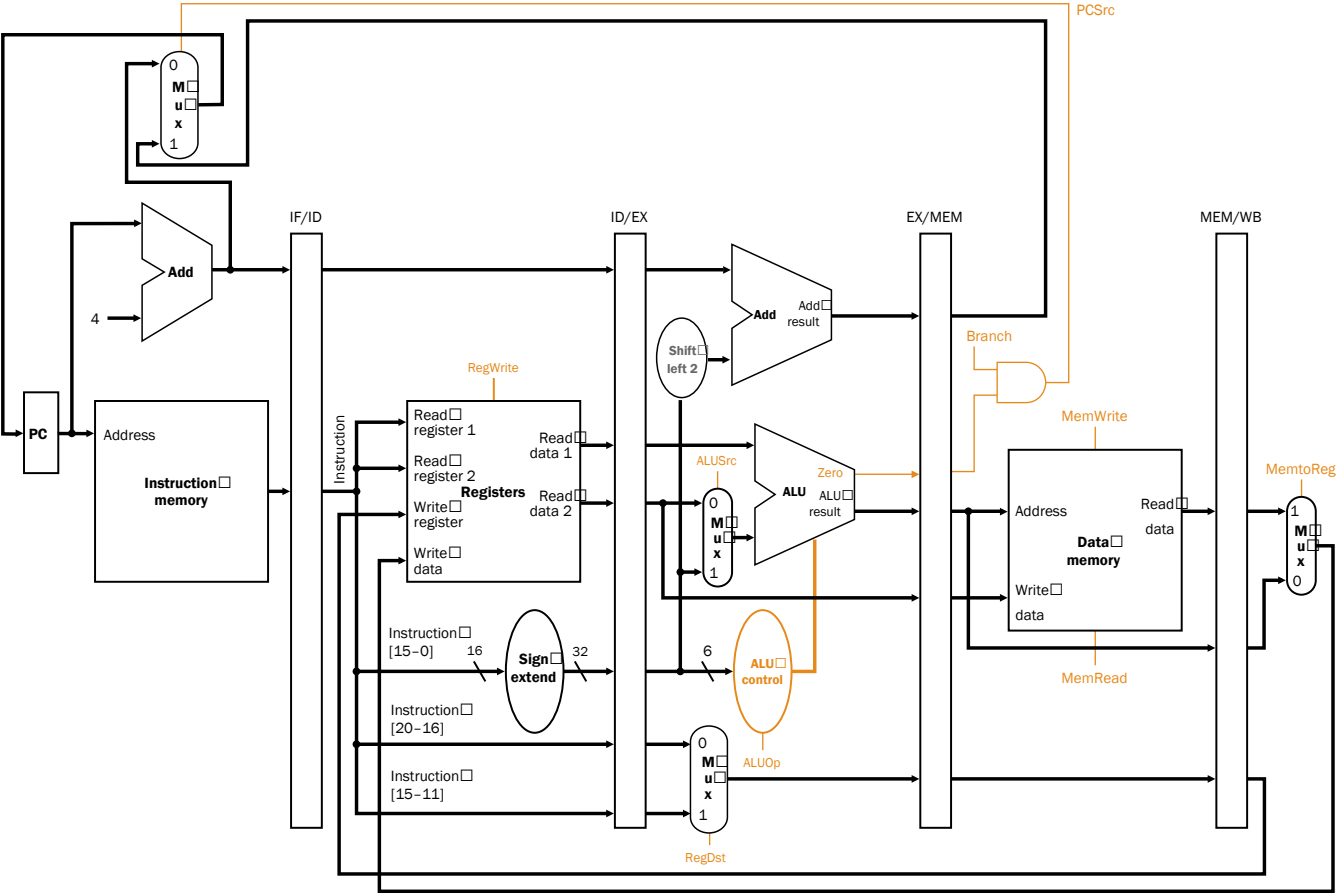 PCSrc
0
M
u
x
1
IF/ID
ID/EX
EX/MEM
MEM/WB
Add
4
Add
Add
result
Shift
left 2
Branch
RegWrite
MemWrite
PC
Address
Instruction
memory
Instruction
Read
register 1
Read
register 2
Write
register
Write
data
Registers
Read
data 1
Read
data 2
ALUSrc
0
M
u
x
1
Zero
ALU
ALU
result
Address
Write
data
Data
memory
Read
data
MemtoReg
1
M
u
x
0
Instruction
[15–0]
16
Sign
extend
32
6
ALU
control
MemRead
Instruction
[20–16]
ALUOp
Instruction
[15–11]
0
M
u
x
1
RegDst